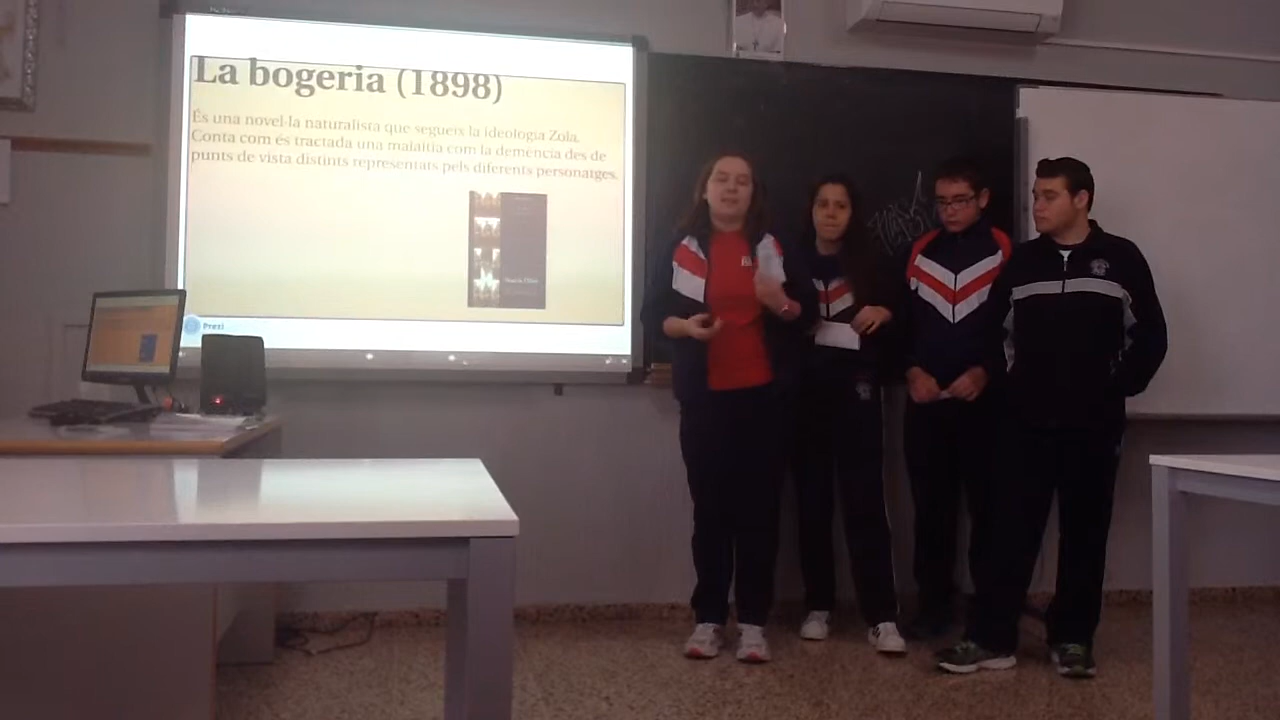 La bogeria (1898)
És una novel·la naturalista que segueix la ideologia Zola.
Conta com és tractada una malaltia com la demència des de
punts de vista distints representats pels diferents personatges.
Prezi